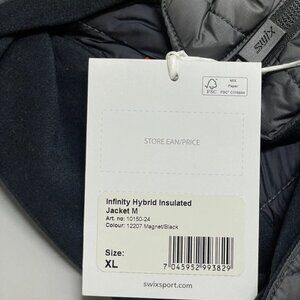 SWIX
FSC
MIX
Paper
STORE EAN/PRICE
Infinity Hybrid Insulated
Jacket M
Art. no: 10150-24
Colour: 12207 Magnet/Black
Size:
XL
7 045952 993829
swixsport.com